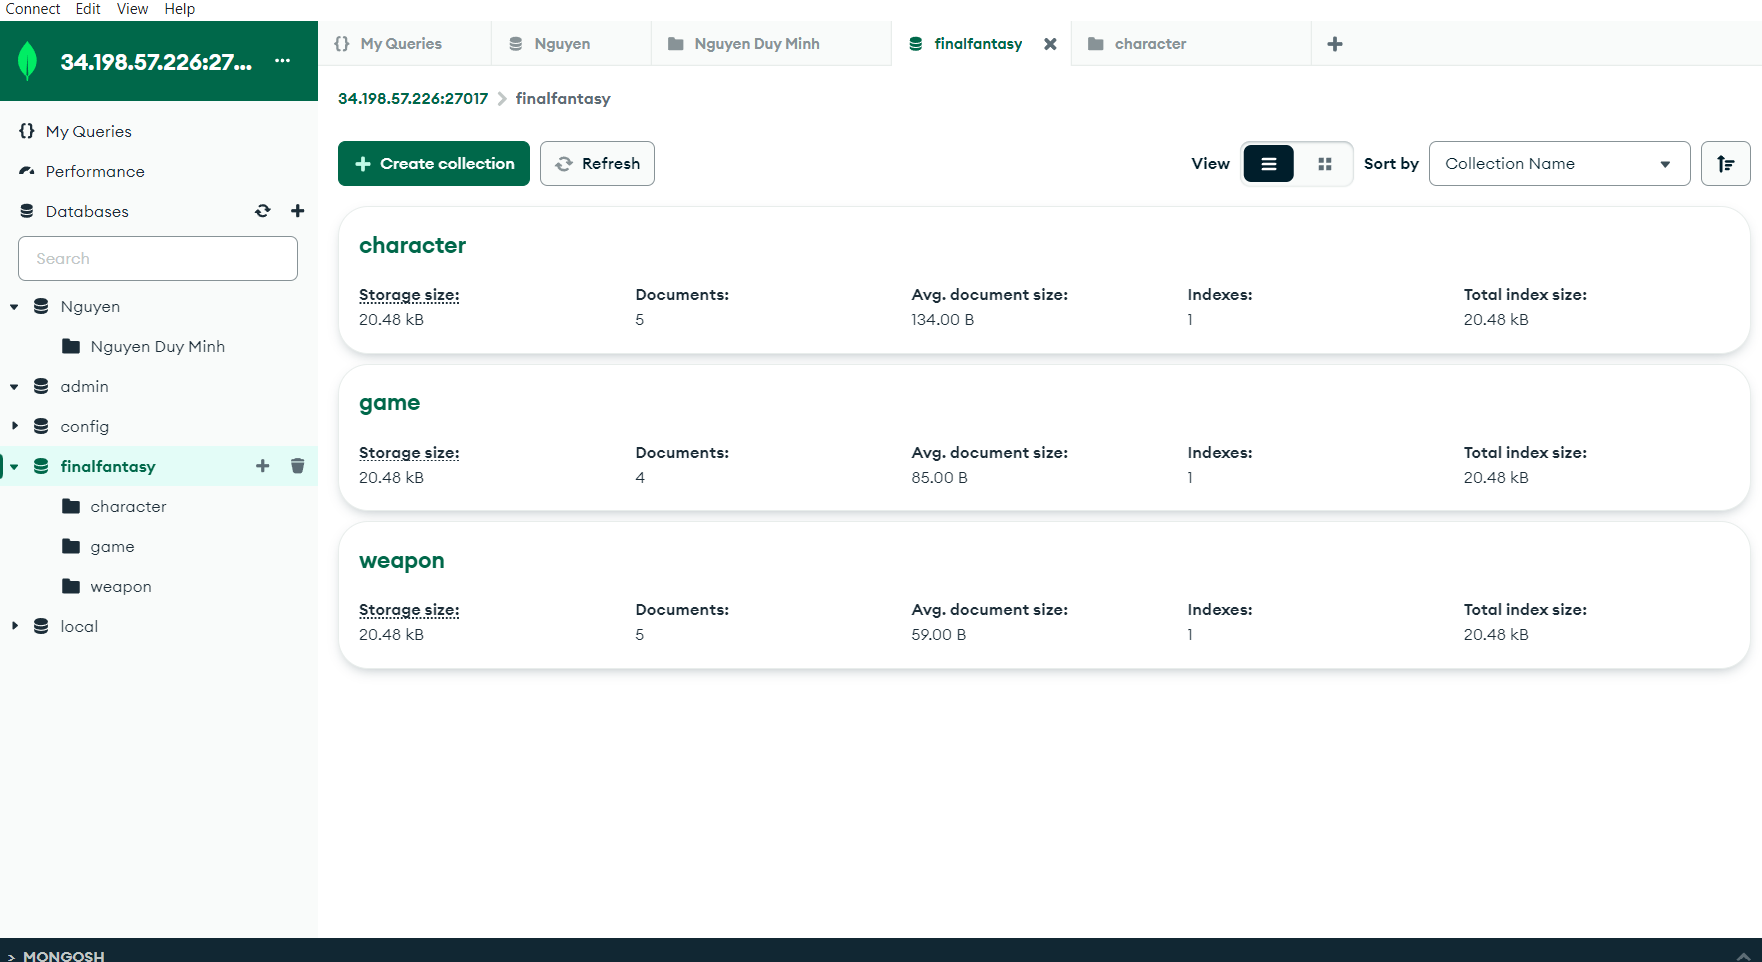 Connect Edit View Help
34.198.57.226:27... ...
My Queries
Performance
Databases
Search
Nguyen
Nguyen Duy Minh
admin
config
finalfantasy
character
game
weapon
local
{} My Queries Nguyen Nguyen Duy Minh finalfantasy character
34.198.57.226:27017 finalfantasy
Create collection Refresh View Sort by Collection Name
character
Storage size: Documents: Avg. document size: Indexes: Total index size:
20.48 kB 5 134.00 B 1 20.48 kB
game
Storage size: Documents: Avg. document size: Indexes: Total index size:
20.48 kB 4 85.00 B 1 20.48 kB
weapon
Storage size: Documents: Avg. document size: Indexes: Total index size:
20.48 kB 5 59.00 B 1 20.48 kB
> MONGOSH